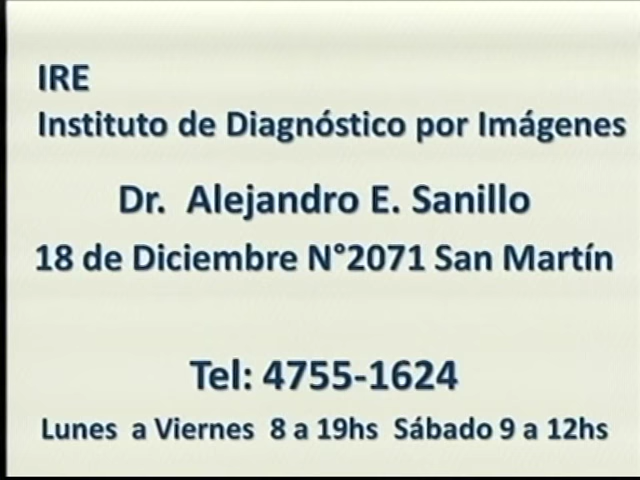 IRE
Instituto de Diagnóstico por Imágenes
Dr. Alejandro E. Sanillo
18 de Diciembre N°2071 San Martín
Tel: 4755-1624
Lunes a Viernes 8 a 19hs Sábado 9 a 12hs